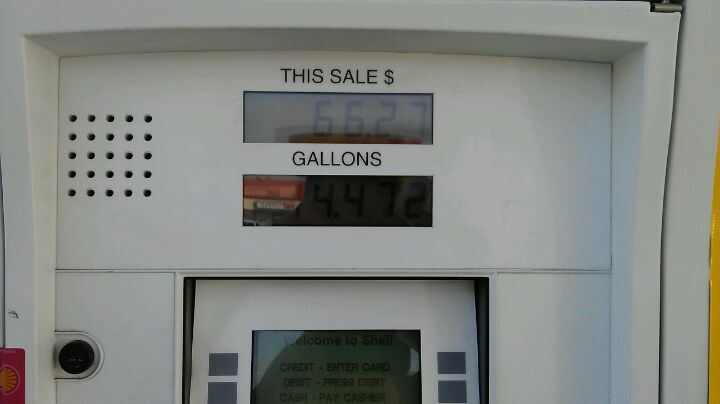 THIS SALE $
66.27
GALLONS
14.472
Welcome to Shell
CREDIT - ENTER CARD
DEBIT - PRESS DEBIT
CASH - PAY CASHIER